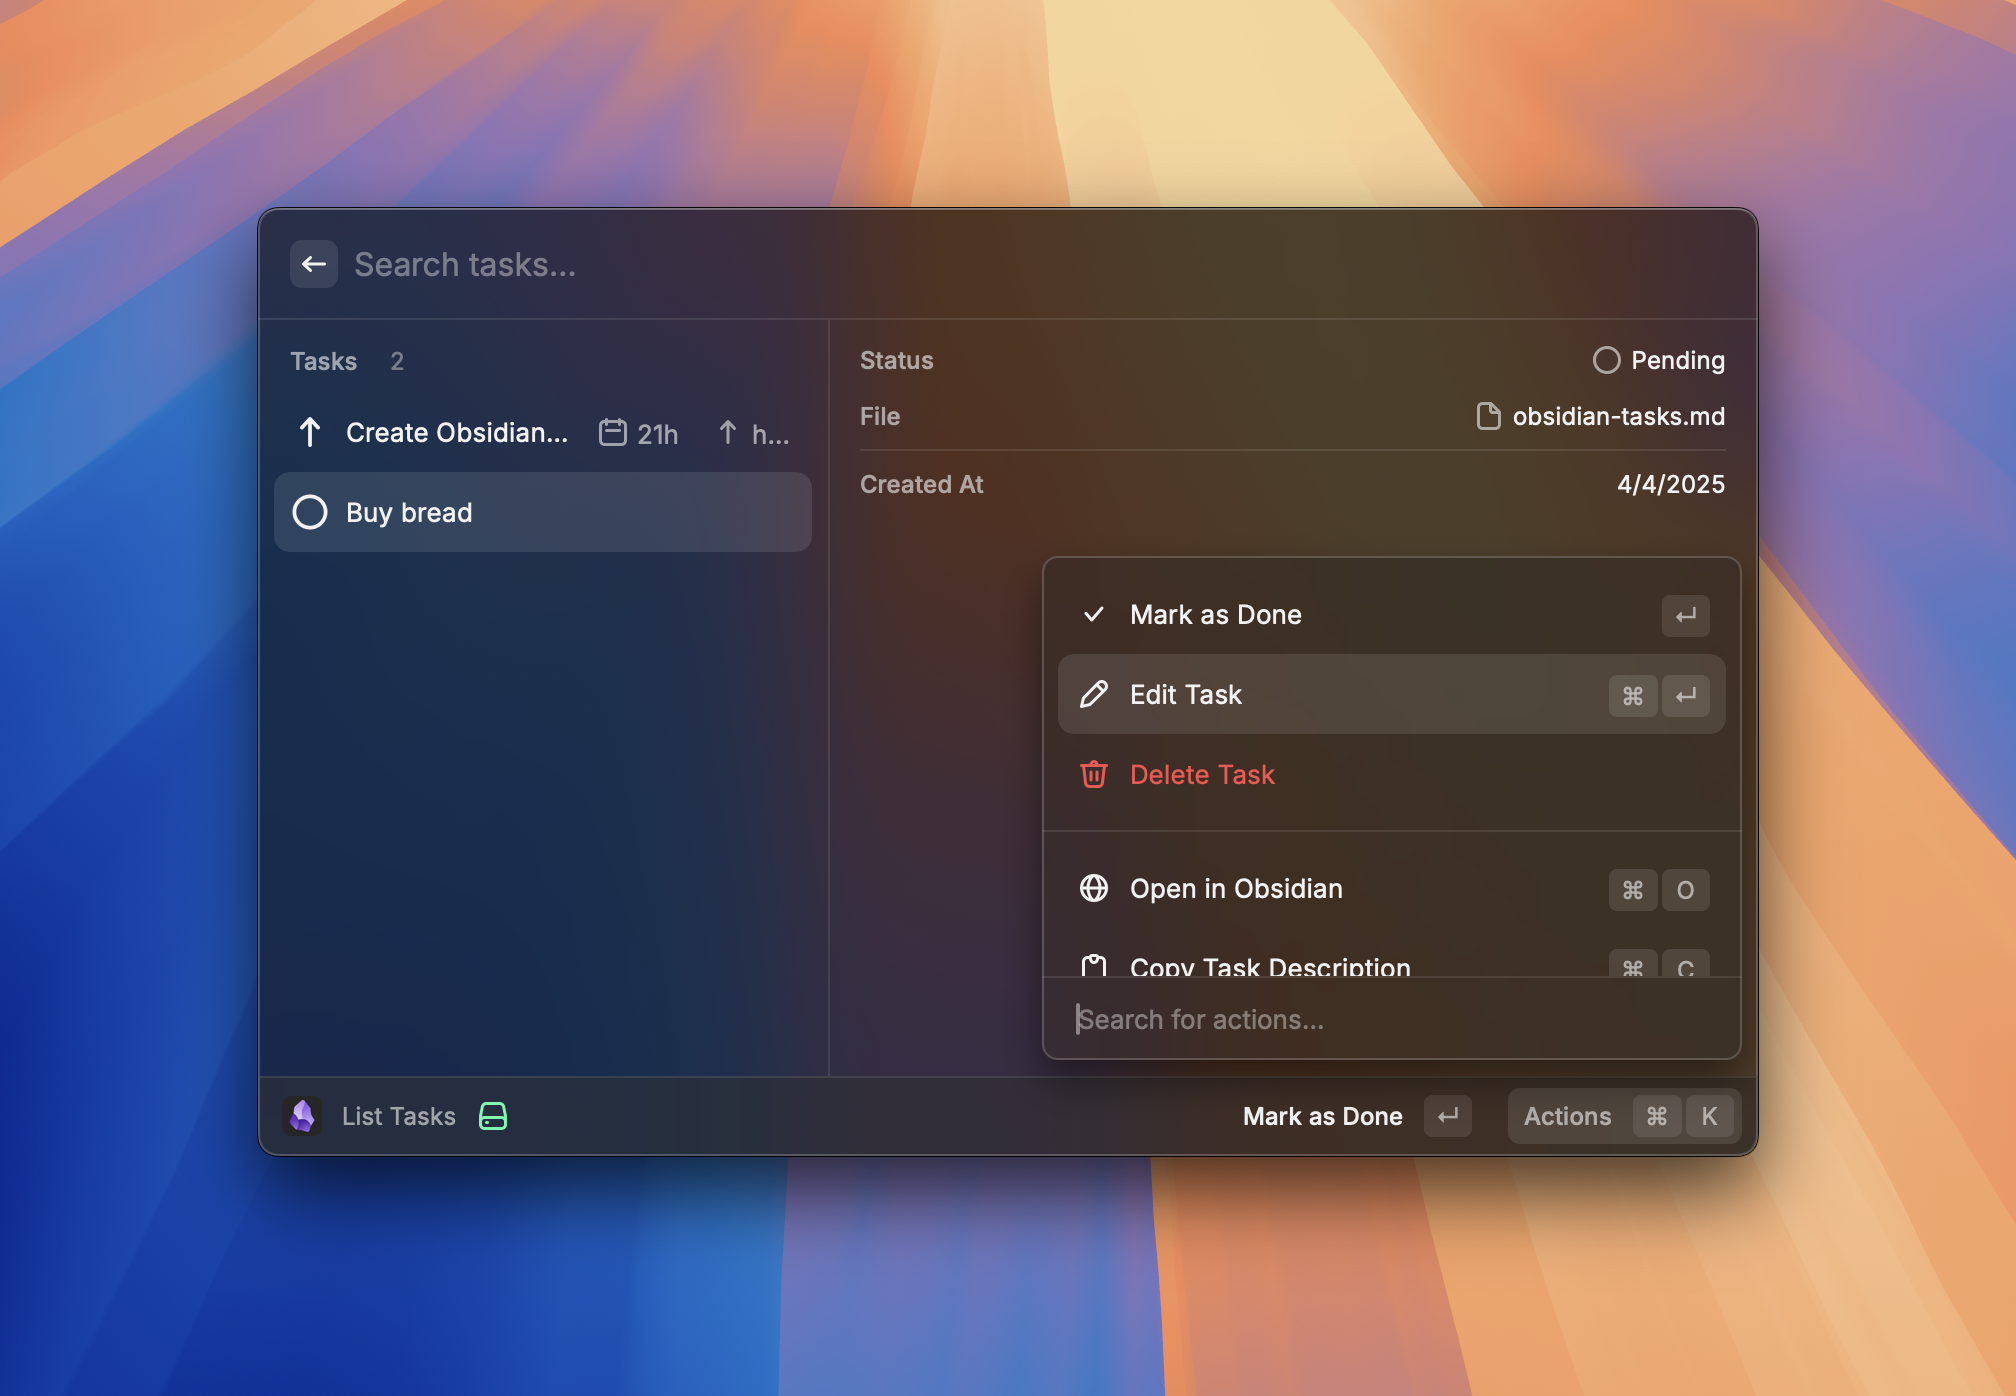 Search tasks...
Tasks 2
Create Obsidian... 21h h...
Buy bread
Status Pending
File obsidian-tasks.md
Created At 4/4/2025
Mark as Done ↵
Edit Task ⌘ ↵
Delete Task
Open in Obsidian ⌘ O
Copy Task Description ⌘ C
Search for actions...
List Tasks Mark as Done ↵ Actions ⌘ K